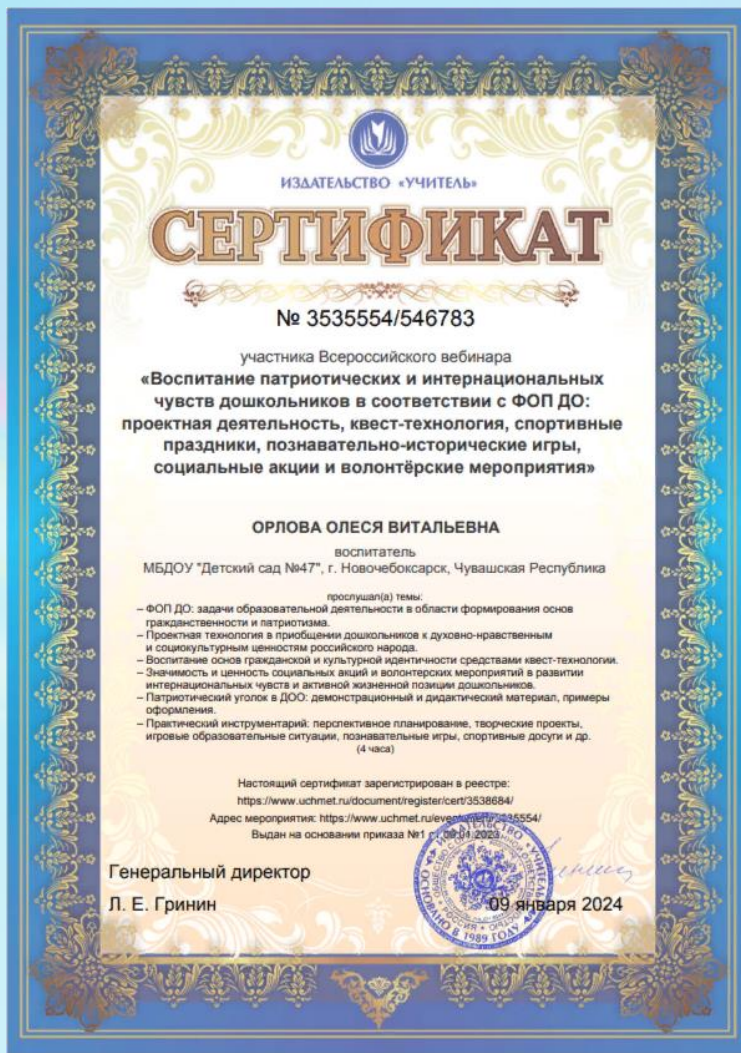 ИЗДАТЕЛЬСТВО «УЧИТЕЛЬ»
СЕРТИФИКАТ
№ 3535554/546783
участника Всероссийского вебинара
«Воспитание патриотических и интернациональных
чувств дошкольников в соответствии с ФОП ДО:
проектная деятельность, квест-технология, спортивные
праздники, познавательно-исторические игры,
социальные акции и волонтёрские мероприятия»
ОРЛОВА ОЛЕСЯ ВИТАЛЬЕВНА
воспитатель
МБДОУ "Детский сад №47", г. Новочебоксарск, Чувашская Республика
прослушал(а) темы:
– ФОП ДО: задачи образовательной деятельности в области формирования основ
гражданственности и патриотизма.
– Проектная технология в приобщении дошкольников к духовно-нравственным
и социокультурным ценностям российского народа.
– Воспитание основ гражданской и культурной идентичности средствами квест-технологии.
– Значимость и ценность социальных акций и волонтерских мероприятий в развитии
интернациональных чувств и активной жизненной позиции дошкольников.
– Патриотический уголок в ДОО: демонстрационный и дидактический материал, примеры
оформления.
– Практический инструментарий: перспективное планирование, творческие проекты,
игровые образовательные ситуации, познавательные игры, спортивные досуги и др.
(4 часа)
Настоящий сертификат зарегистрирован в реестре:
https://www.uchmet.ru/document/register/cert/3538684/
Адрес мероприятия: https://www.uchmet.ru/
Выдан на основании приказа №1
Генеральный директор
Л. Е. Гринин
09 января 2024
ОСНОВАНО В 1989 ГОДУ